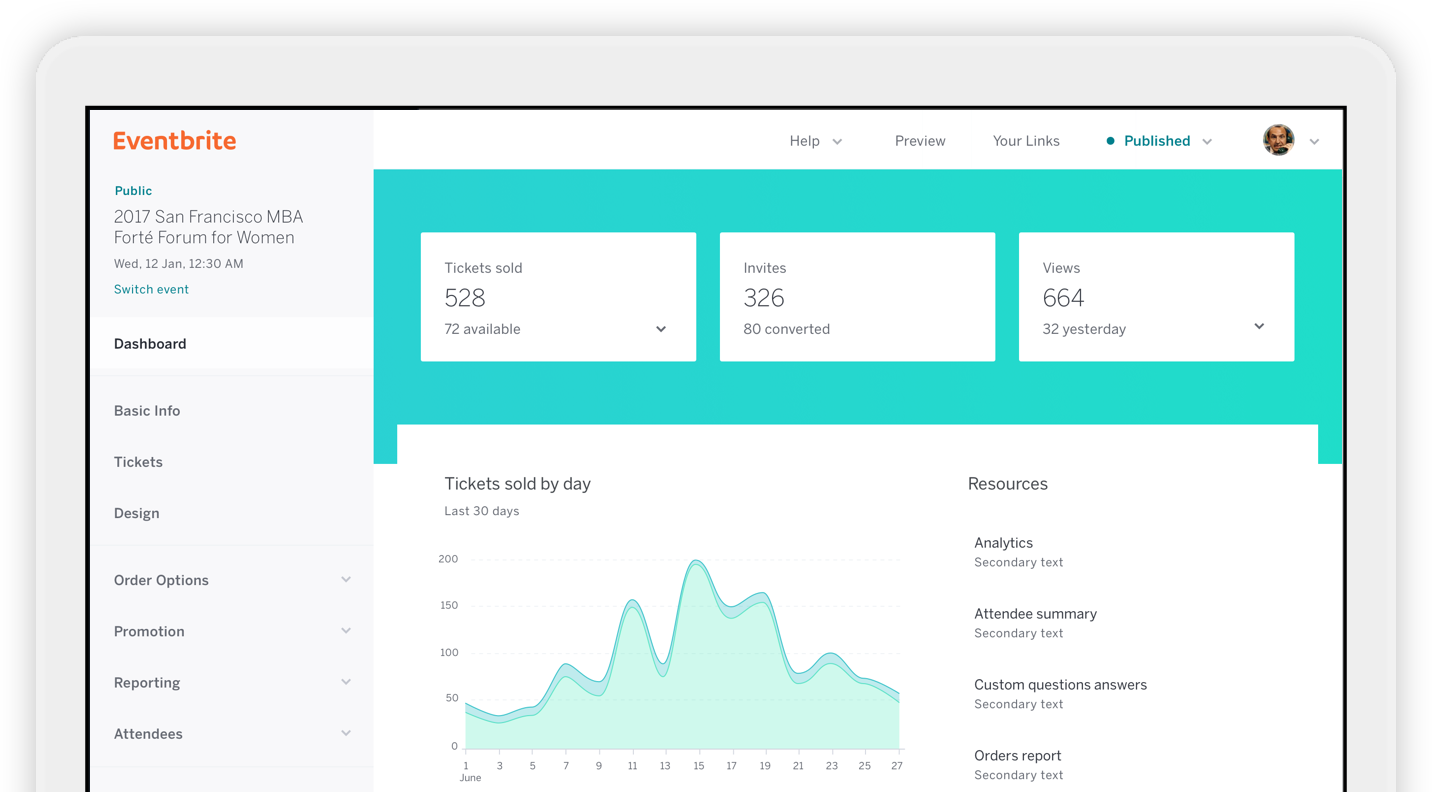 Eventbrite
Help
Preview
Your Links
Published
Public
2017 San Francisco MBA
Forté Forum for Women
Wed, 12 Jan, 12:30 AM
Switch event
Dashboard
Basic Info
Tickets
Design
Order Options
Promotion
Reporting
Attendees
Tickets sold
528
72 available
Invites
326
80 converted
Views
664
32 yesterday
Tickets sold by day
Last 30 days
200
150
100
50
0
1 3 5 7 9 11 13 15 17 19 21 23 25 27
June
Resources
Analytics
Secondary text
Attendee summary
Secondary text
Custom questions answers
Secondary text
Orders report
Secondary text